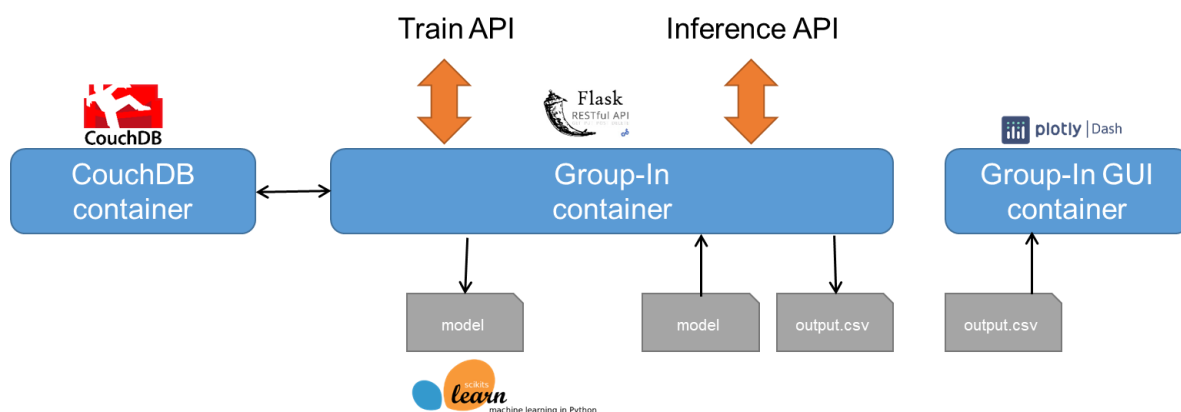 Train API
Inference API
CouchDB
Flask
RESTful API
plotly | Dash
CouchDB
container
Group-In
container
Group-In GUI
container
model
model
output.csv
output.csv
scikits
learn
machine learning in Python